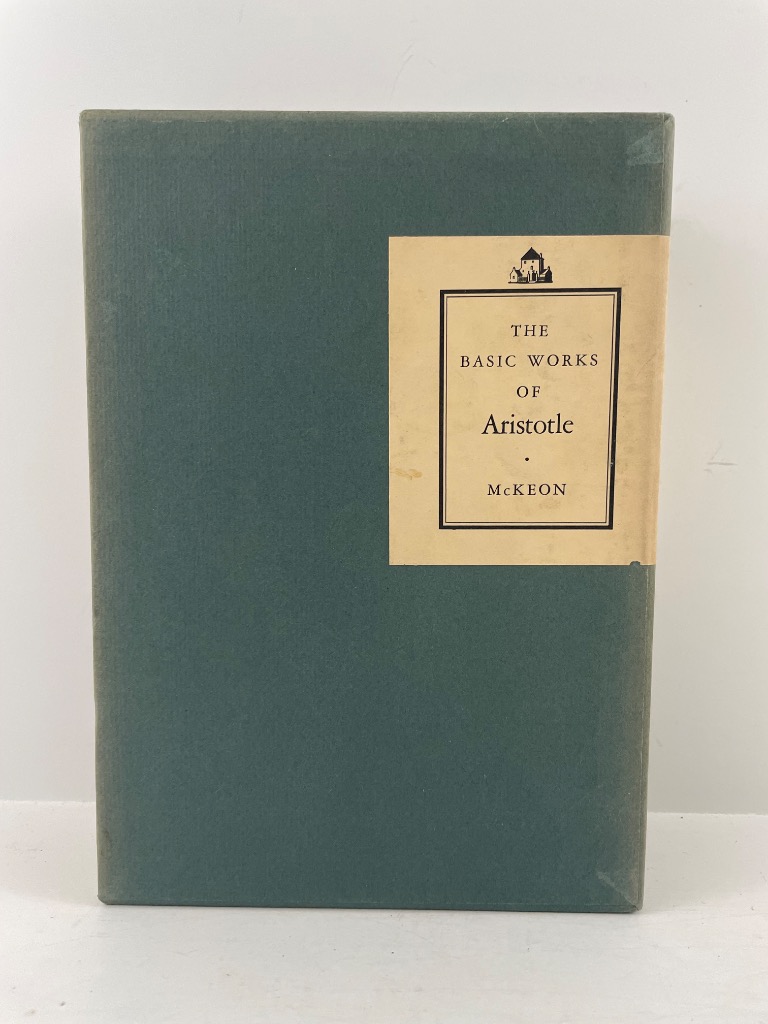 THE
BASIC WORKS
OF
Aristotle
·
McKEON